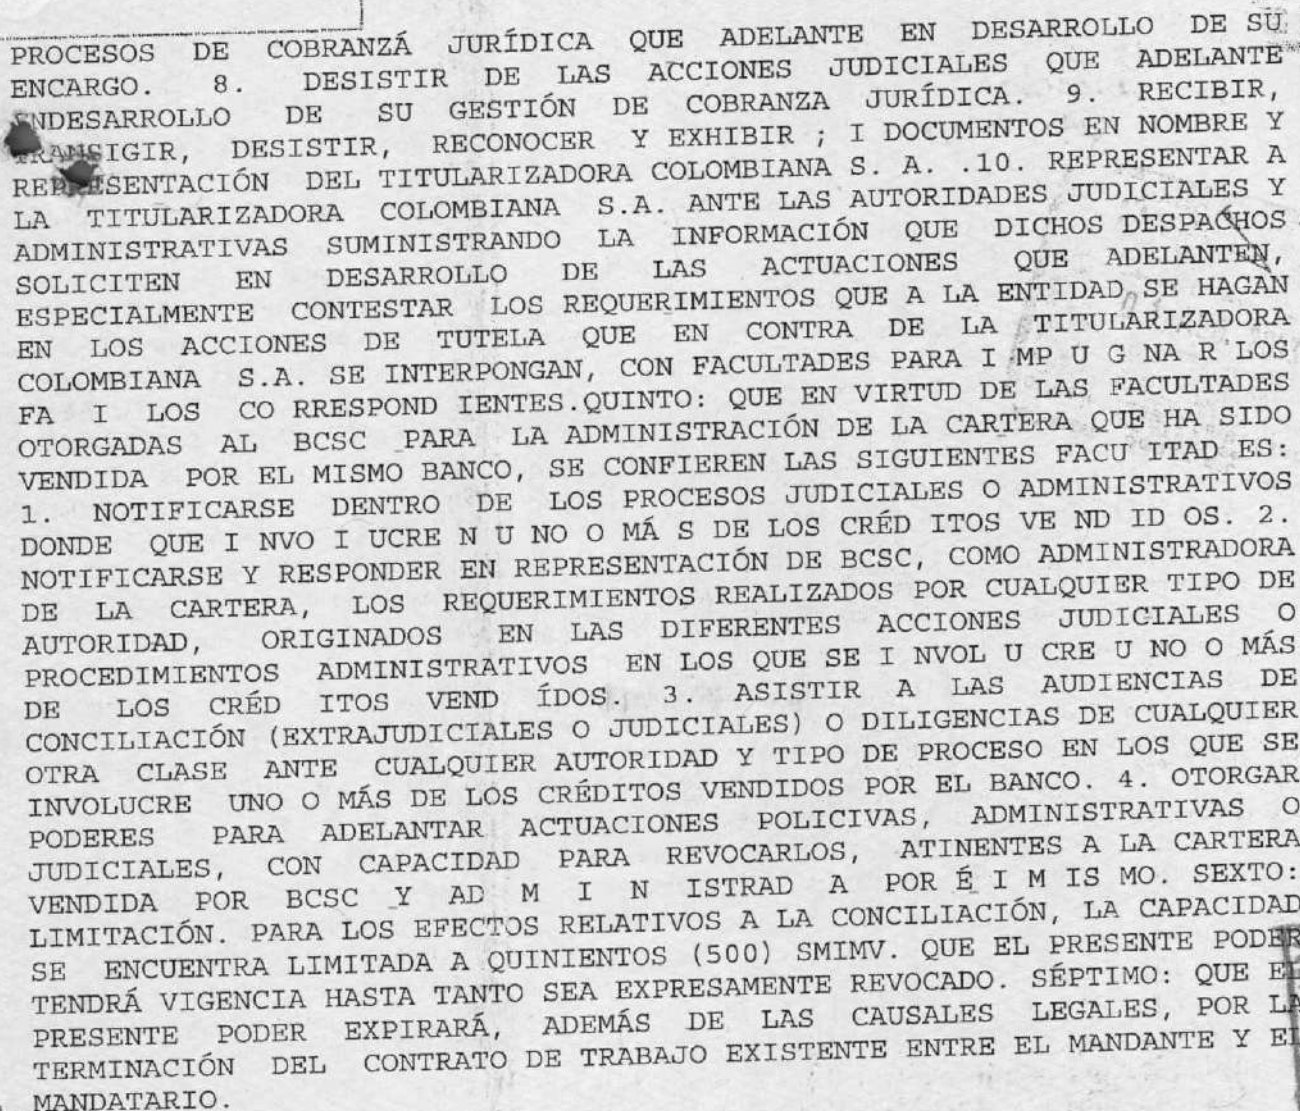 PROCESOS DE COBRANZÁ JURÍDICA QUE ADELANTE EN DESARROLLO DE SU
ENCARGO. 8. DESISTIR DE LAS ACCIONES JUDICIALES QUE ADELANTE
ENDESARROLLO DE SU GESTIÓN DE COBRANZA JURÍDICA. 9. RECIBIR,
TRANSIGIR, DESISTIR, RECONOCER Y EXHIBIR ; I DOCUMENTOS EN NOMBRE Y
REPRESENTACIÓN DEL TITULARIZADORA COLOMBIANA S. A. .10. REPRESENTAR A
LA TITULARIZADORA COLOMBIANA S.A. ANTE LAS AUTORIDADES JUDICIALES Y
ADMINISTRATIVAS SUMINISTRANDO LA INFORMACIÓN QUE DICHOS DESPACHOS
SOLICITEN EN DESARROLLO DE LAS ACTUACIONES QUE ADELANTEN,
ESPECIALMENTE CONTESTAR LOS REQUERIMIENTOS QUE A LA ENTIDAD SE HAGAN
EN LOS ACCIONES DE TUTELA QUE EN CONTRA DE LA TITULARIZADORA
COLOMBIANA S.A. SE INTERPONGAN, CON FACULTADES PARA I MP U G NA R LOS
FA I LOS CO RRESPOND IENTES.QUINTO: QUE EN VIRTUD DE LAS FACULTADES
OTORGADAS AL BCSC PARA LA ADMINISTRACIÓN DE LA CARTERA QUE HA SIDO
VENDIDA POR EL MISMO BANCO, SE CONFIEREN LAS SIGUIENTES FACU ITAD ES:
1. NOTIFICARSE DENTRO DE LOS PROCESOS JUDICIALES O ADMINISTRATIVOS
DONDE QUE I NVO I UCRE N U NO O MÁ S DE LOS CRÉD ITOS VE ND ID OS. 2.
NOTIFICARSE Y RESPONDER EN REPRESENTACIÓN DE BCSC, COMO ADMINISTRADORA
DE LA CARTERA, LOS REQUERIMIENTOS REALIZADOS POR CUALQUIER TIPO DE
AUTORIDAD, ORIGINADOS EN LAS DIFERENTES ACCIONES JUDICIALES O
PROCEDIMIENTOS ADMINISTRATIVOS EN LOS QUE SE I NVOL U CRE U NO O MÁS
DE LOS CRÉD ITOS VEND ÍDOS. 3. ASISTIR A LAS AUDIENCIAS DE
CONCILIACIÓN (EXTRAJUDICIALES O JUDICIALES) O DILIGENCIAS DE CUALQUIER
OTRA CLASE ANTE CUALQUIER AUTORIDAD Y TIPO DE PROCESO EN LOS QUE SE
INVOLUCRE UNO O MÁS DE LOS CRÉDITOS VENDIDOS POR EL BANCO. 4. OTORGAR
PODERES PARA ADELANTAR ACTUACIONES POLICIVAS, ADMINISTRATIVAS O
JUDICIALES, CON CAPACIDAD PARA REVOCARLOS, ATINENTES A LA CARTERA
VENDIDA POR BCSC Y AD M I N ISTRAD A POR É I M IS MO. SEXTO:
LIMITACIÓN. PARA LOS EFECTOS RELATIVOS A LA CONCILIACIÓN, LA CAPACIDAD
SE ENCUENTRA LIMITADA A QUINIENTOS (500) SMIMV. QUE EL PRESENTE PODER
TENDRÁ VIGENCIA HASTA TANTO SEA EXPRESAMENTE REVOCADO. SÉPTIMO: QUE EL
PRESENTE PODER EXPIRARÁ, ADEMÁS DE LAS CAUSALES LEGALES, POR LA
TERMINACIÓN DEL CONTRATO DE TRABAJO EXISTENTE ENTRE EL MANDANTE Y EL
MANDATARIO.